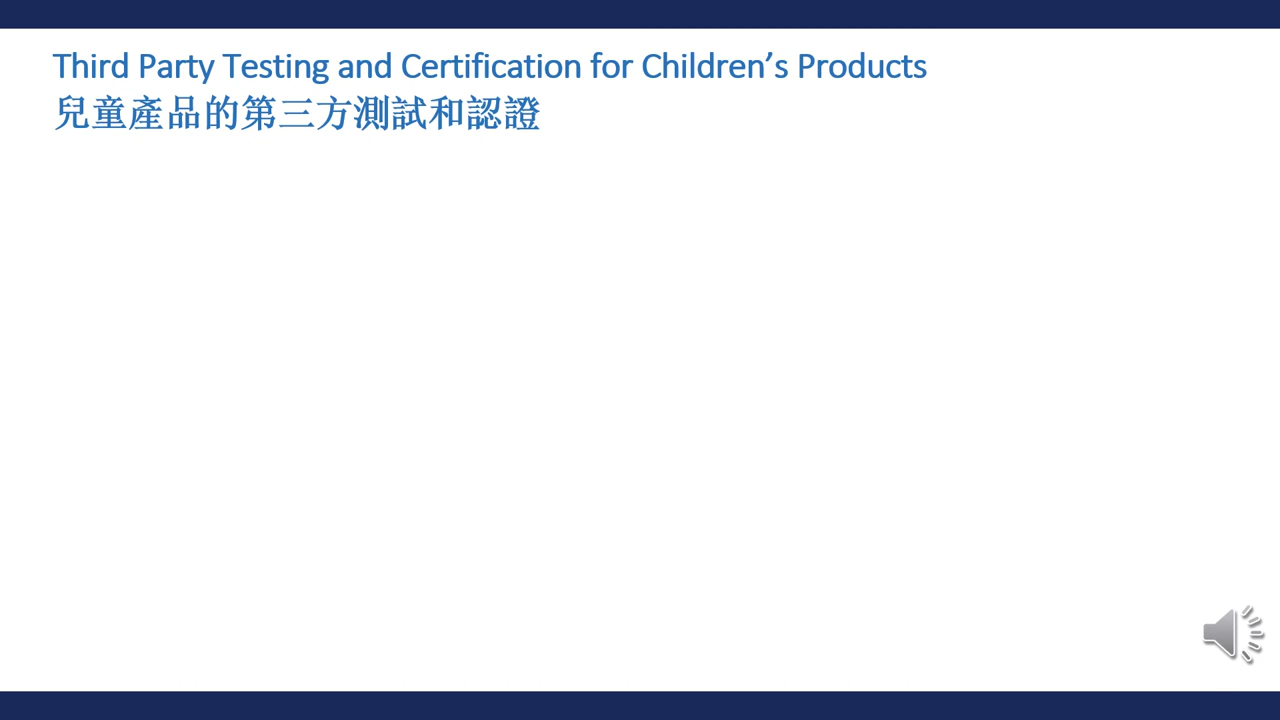 Third Party Testing and Certification for Children’s Products
兒童產品的第三方測試和認證